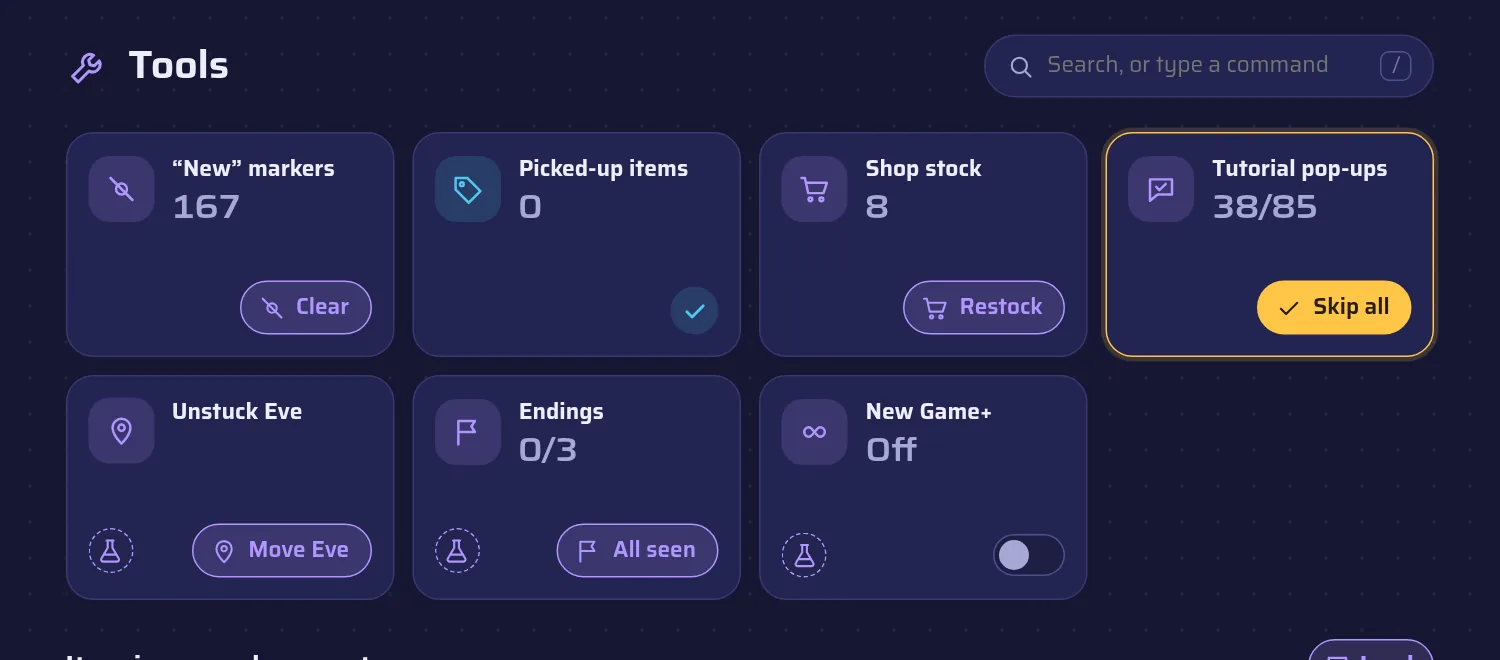 Tools
Search, or type a command
/
“New” markers
167
Clear
Picked-up items
0
Shop stock
8
Restock
Tutorial pop-ups
38/85
Skip all
Unstuck Eve
Move Eve
Endings
0/3
All seen
New Game+
Off